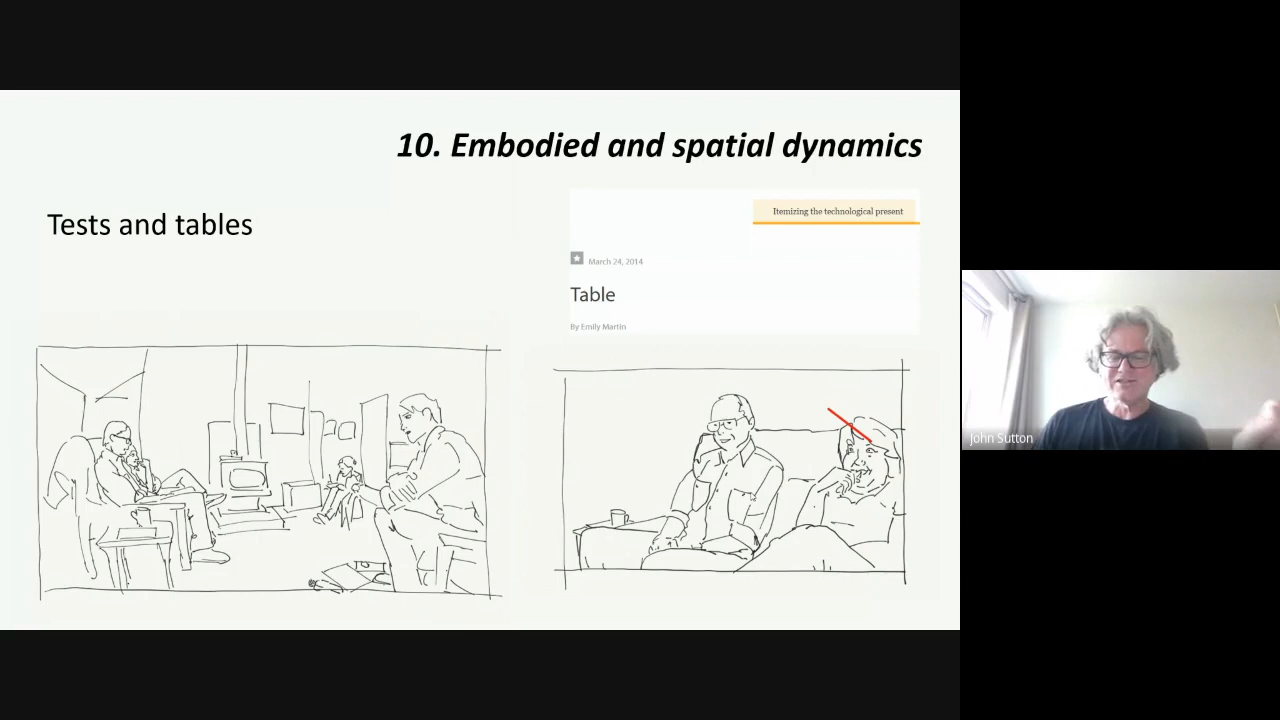 10. Embodied and spatial dynamics
Tests and tables
Itemizing the technological present
March 24, 2014
Table
By Emily Martin
John Sutton